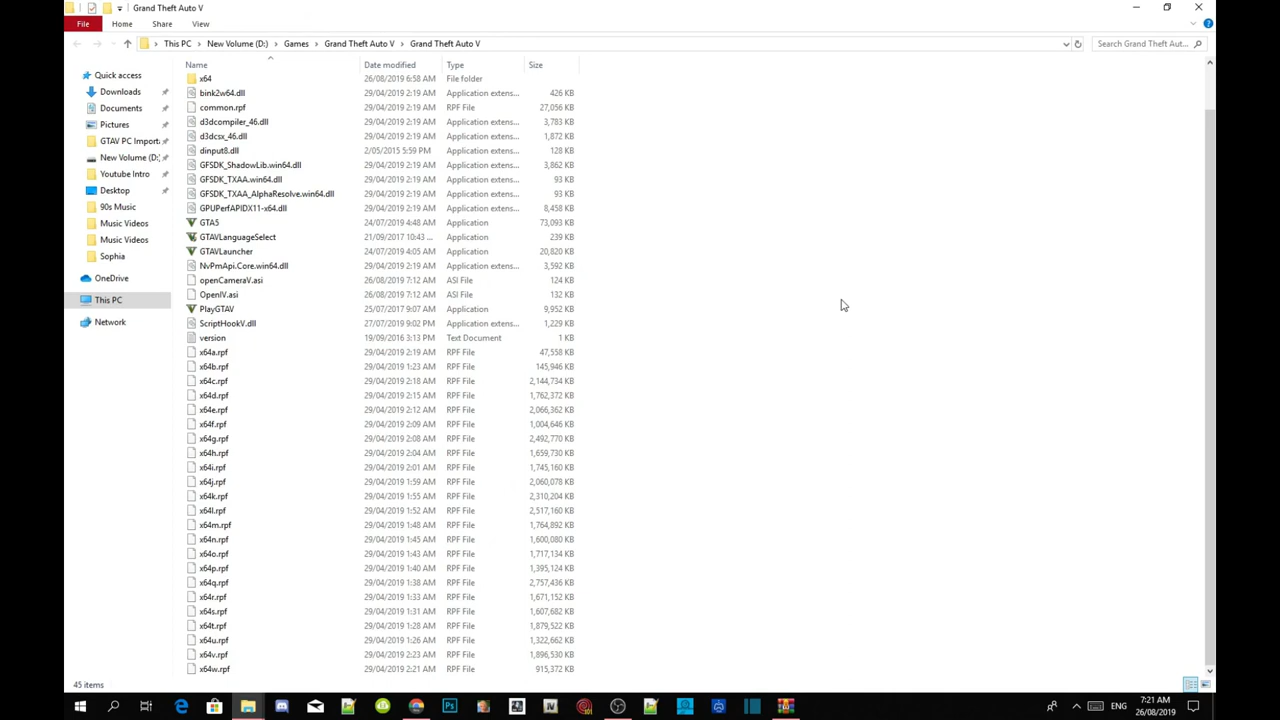 Grand Theft Auto V
File Home Share View
This PC New Volume (D:) Games Grand Theft Auto V Grand Theft Auto V Search Grand Theft Aut...
Name Date modified Type Size
Quick access
Downloads
Documents
Pictures
GTAV PC Import
New Volume (D:)
Youtube Intro
Desktop
90s Music
Music Videos
Music Videos
Sophia
OneDrive
This PC
Network
x64 26/08/2019 6:58 AM File folder
bink2w64.dll 29/04/2019 2:19 AM Application extens... 426 KB
common.rpf 29/04/2019 2:19 AM RPF File 27,056 KB
d3dcompiler_46.dll 29/04/2019 2:19 AM Application extens... 3,783 KB
d3dcsx_46.dll 29/04/2019 2:19 AM Application extens... 1,872 KB
dinput8.dll 2/05/2015 5:59 PM Application extens... 128 KB
GFSDK_ShadowLib.win64.dll 29/04/2019 2:19 AM Application extens... 3,862 KB
GFSDK_TXAA.win64.dll 29/04/2019 2:19 AM Application extens... 93 KB
GFSDK_TXAA_AlphaResolve.win64.dll 29/04/2019 2:19 AM Application extens... 93 KB
GPUPerfAPIDX11-x64.dll 29/04/2019 2:19 AM Application extens... 8,458 KB
GTA5 24/07/2019 4:48 AM Application 73,093 KB
GTAVLanguageSelect 21/09/2017 10:43 ... Application 239 KB
GTAVLauncher 24/07/2019 4:05 AM Application 20,820 KB
NvPmApi.Core.win64.dll 29/04/2019 2:19 AM Application extens... 3,592 KB
openCameraV.asi 26/08/2019 7:12 AM ASI File 124 KB
OpenIV.asi 26/08/2019 7:12 AM ASI File 132 KB
PlayGTAV 25/07/2017 9:07 AM Application 9,952 KB
ScriptHookV.dll 27/07/2019 9:02 PM Application extens... 1,229 KB
version 19/09/2016 3:13 PM Text Document 1 KB
x64a.rpf 29/04/2019 2:19 AM RPF File 47,558 KB
x64b.rpf 29/04/2019 1:23 AM RPF File 145,946 KB
x64c.rpf 29/04/2019 2:18 AM RPF File 2,144,734 KB
x64d.rpf 29/04/2019 2:15 AM RPF File 1,762,372 KB
x64e.rpf 29/04/2019 2:12 AM RPF File 2,066,362 KB
x64f.rpf 29/04/2019 2:09 AM RPF File 1,004,646 KB
x64g.rpf 29/04/2019 2:08 AM RPF File 2,492,770 KB
x64h.rpf 29/04/2019 2:04 AM RPF File 1,659,730 KB
x64i.rpf 29/04/2019 2:01 AM RPF File 1,745,160 KB
x64j.rpf 29/04/2019 1:59 AM RPF File 2,060,078 KB
x64k.rpf 29/04/2019 1:55 AM RPF File 2,310,204 KB
x64l.rpf 29/04/2019 1:52 AM RPF File 2,517,160 KB
x64m.rpf 29/04/2019 1:48 AM RPF File 1,764,892 KB
x64n.rpf 29/04/2019 1:45 AM RPF File 1,600,080 KB
x64o.rpf 29/04/2019 1:43 AM RPF File 1,717,134 KB
x64p.rpf 29/04/2019 1:40 AM RPF File 1,395,124 KB
x64q.rpf 29/04/2019 1:38 AM RPF File 2,757,436 KB
x64r.rpf 29/04/2019 1:33 AM RPF File 1,671,152 KB
x64s.rpf 29/04/2019 1:31 AM RPF File 1,607,682 KB
x64t.rpf 29/04/2019 1:28 AM RPF File 1,879,522 KB
x64u.rpf 29/04/2019 1:26 AM RPF File 1,322,662 KB
x64v.rpf 29/04/2019 2:23 AM RPF File 1,896,530 KB
x64w.rpf 29/04/2019 2:21 AM RPF File 915,372 KB
45 items
ENG 7:21 AM
26/08/2019